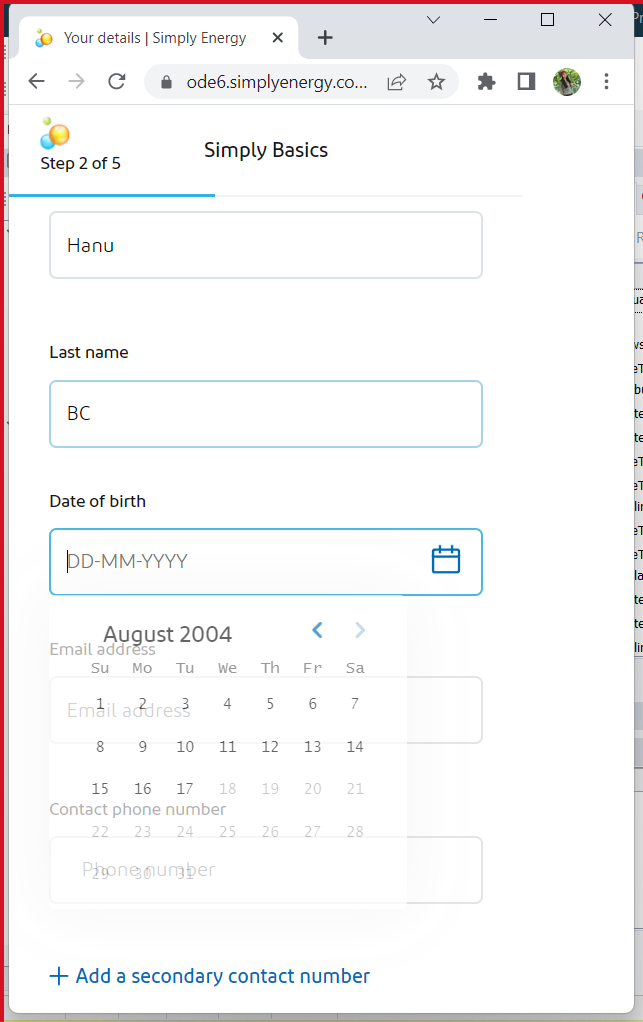 Your details | Simply Energy
ode6.simplyenergy.co...
Step 2 of 5
Simply Basics
Hanu
Last name
BC
Date of birth
DD-MM-YYYY
August 2004
Email address
Su Mo Tu We Th Fr Sa
1 2 3 4 5 6 7
Email address
8 9 10 11 12 13 14
15 16 17 18 19 20 21
Contact phone number
22 23 24 25 26 27 28
Phone number
29 30 31
+ Add a secondary contact number